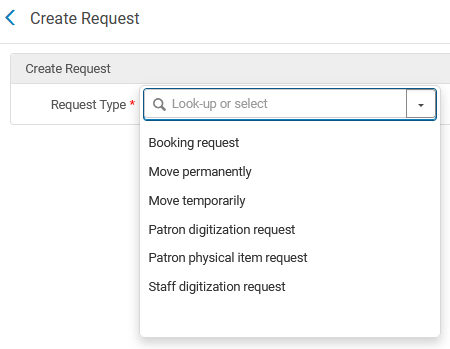 Create Request
Create Request
Request Type *
Look-up or select
Booking request
Move permanently
Move temporarily
Patron digitization request
Patron physical item request
Staff digitization request